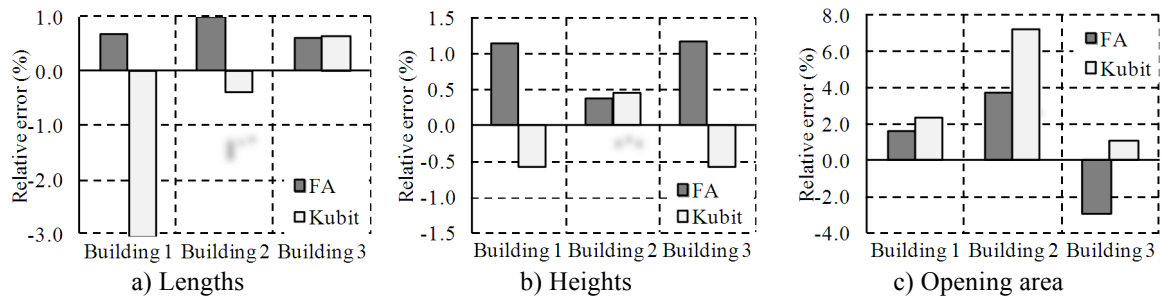 Relative error (%)
1.0
0.0
-1.0
-2.0
-3.0
FA
Kubit
Building 1 Building 2 Building 3
a) Lengths
Relative error (%)
1.5
1.0
0.5
0.0
-0.5
-1.0
-1.5
FA
Kubit
Building 1 Building 2 Building 3
b) Heights
Relative error (%)
8.0
6.0
4.0
2.0
0.0
-2.0
-4.0
FA
Kubit
Building 1 Building 2 Building 3
c) Opening area